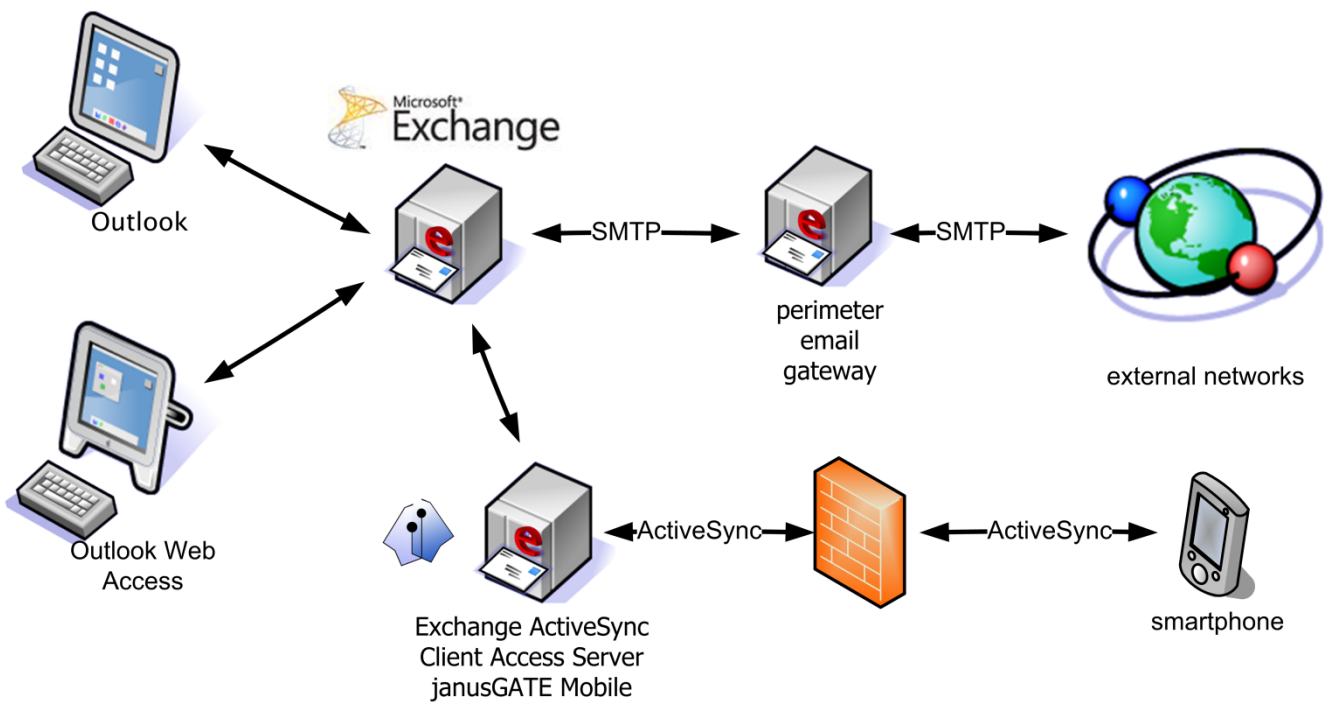 Microsoft®
Exchange
Outlook
SMTP
SMTP
perimeter
email
gateway
external networks
Outlook Web
Access
ActiveSync
ActiveSync
Exchange ActiveSync
Client Access Server
janusGATE Mobile
smartphone